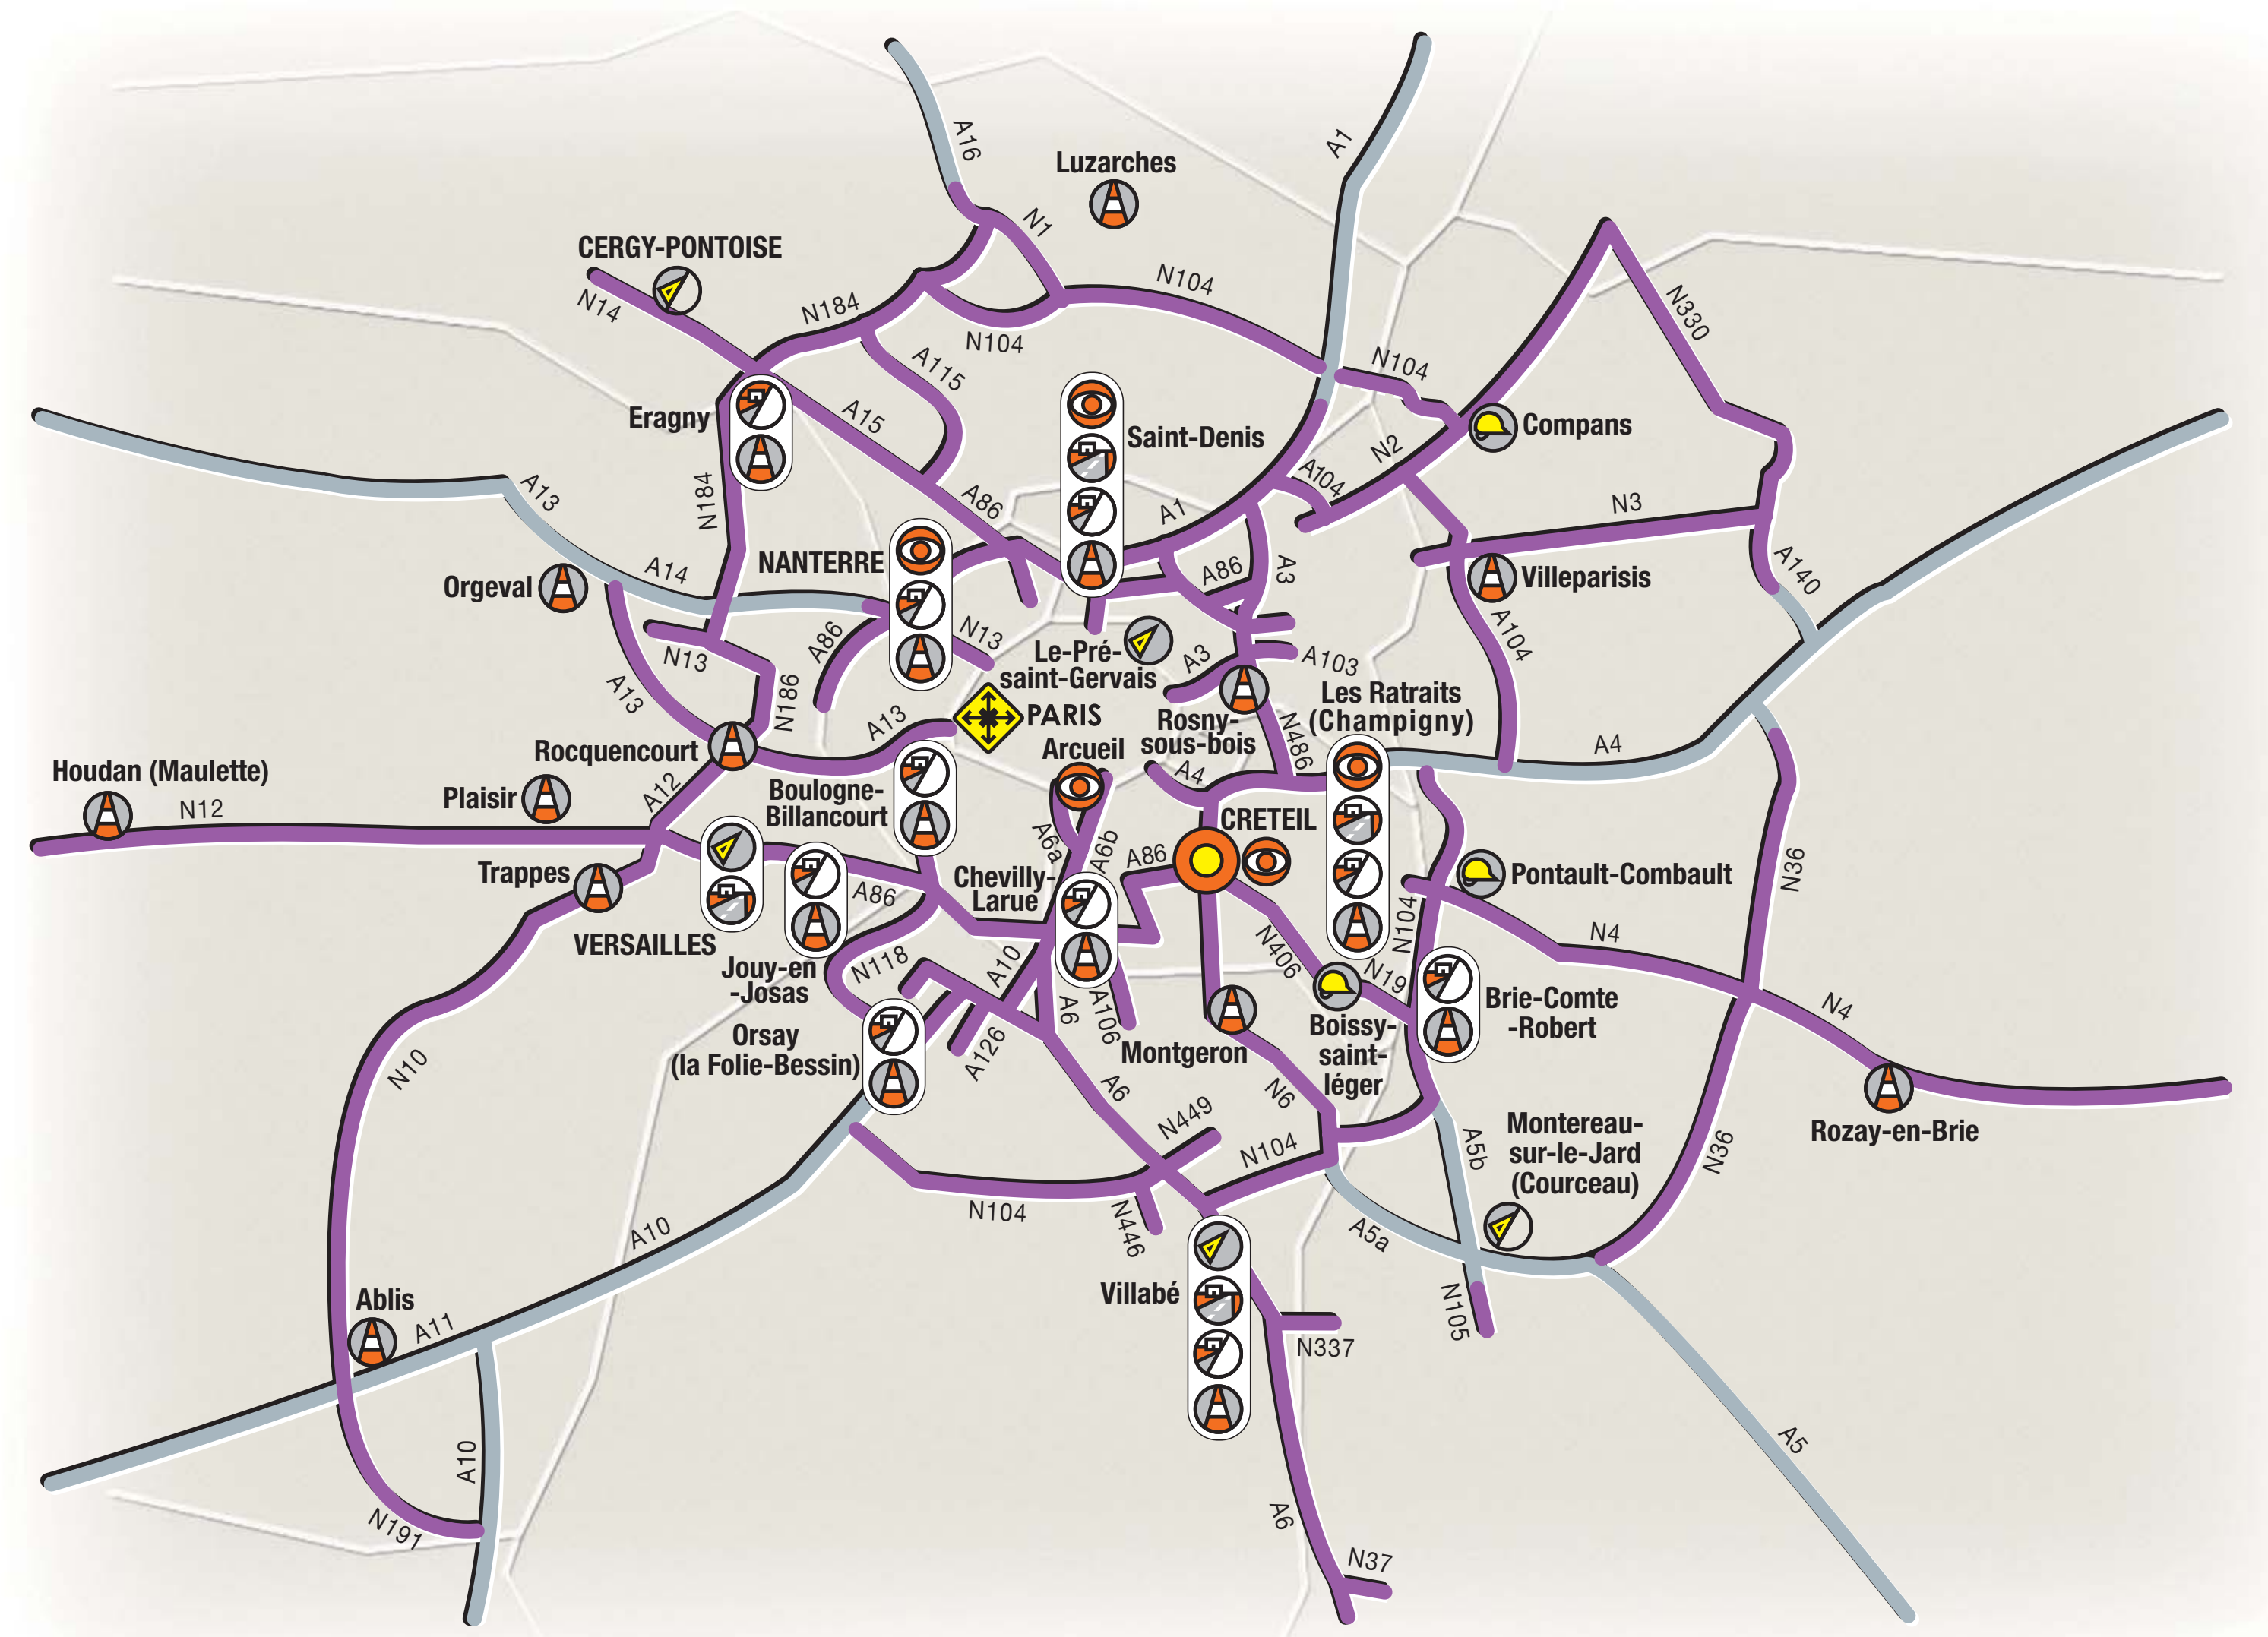 A16
A1
Luzarches
N1
CERGY-PONTOISE
N14
N184
N104
N104
N330
A115
N104
Eragny
A15
Saint-Denis
Compans
N2
A104
A13
N184
A86
A1
N3
NANTERRE
Orgeval
A14
A86
A3
Villeparisis
A140
A86
N13
N13
Le-Pré-
saint-Gervais
A3
A103
A104
A13
N186
A13
PARIS
Rosny-
sous-bois
Les Ratraits
(Champigny)
N486
Rocquencourt
Arcueil
A4
A4
Houdan (Maulette)
N12
Plaisir
A12
Boulogne-
Billancourt
A6a
A6b
CRETEIL
A86
Trappes
Chevilly-
Larue
Pontault-Combault
N36
A86
VERSAILLES
N104
N4
Jouy-en
-Josas
N118
A10
N406
N19
A6
A106
Brie-Comte
-Robert
N4
Orsay
(la Folie-Bessin)
A126
Montgeron
Boissy-
saint-
léger
N10
A6
N6
N449
Rozay-en-Brie
Montereau-
sur-le-Jard
(Courceau)
N104
A5b
N36
N104
N446
A5a
A10
Villabé
Ablis
A11
N105
N337
A10
A5
N191
A6
N37